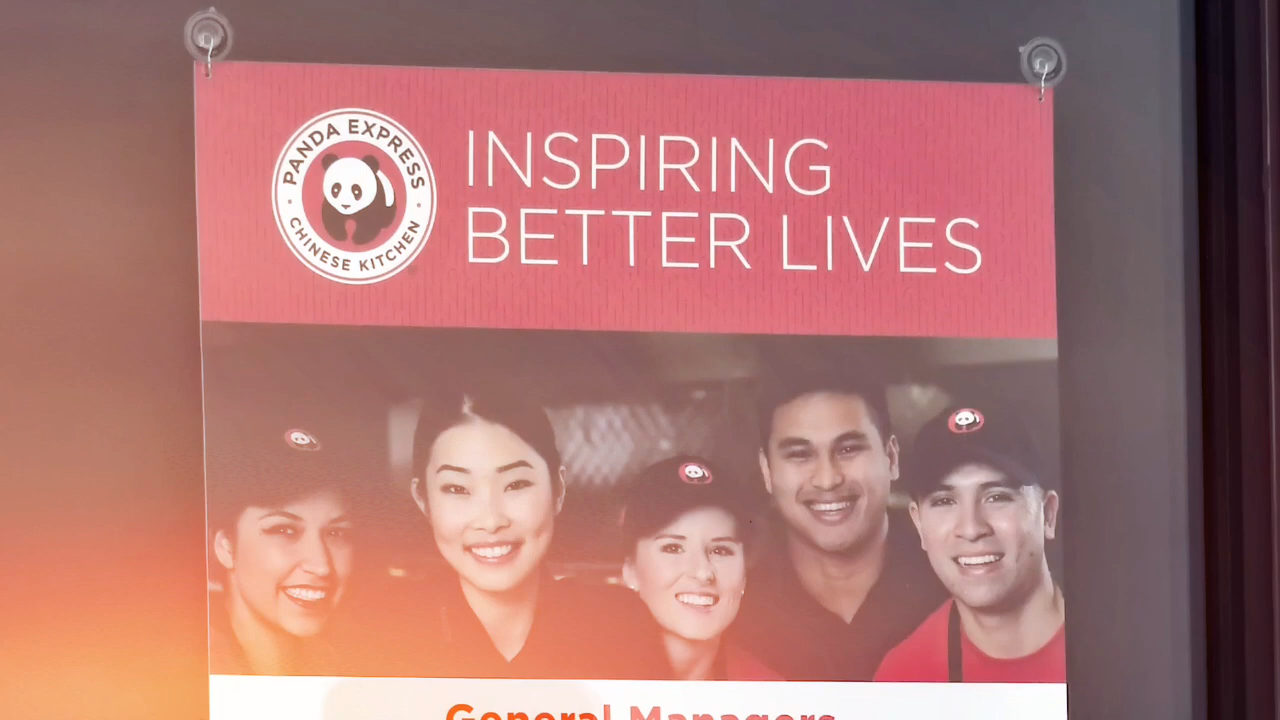 PANDA EXPRESS
CHINESE KITCHEN
INSPIRING
BETTER LIVES
General Managers